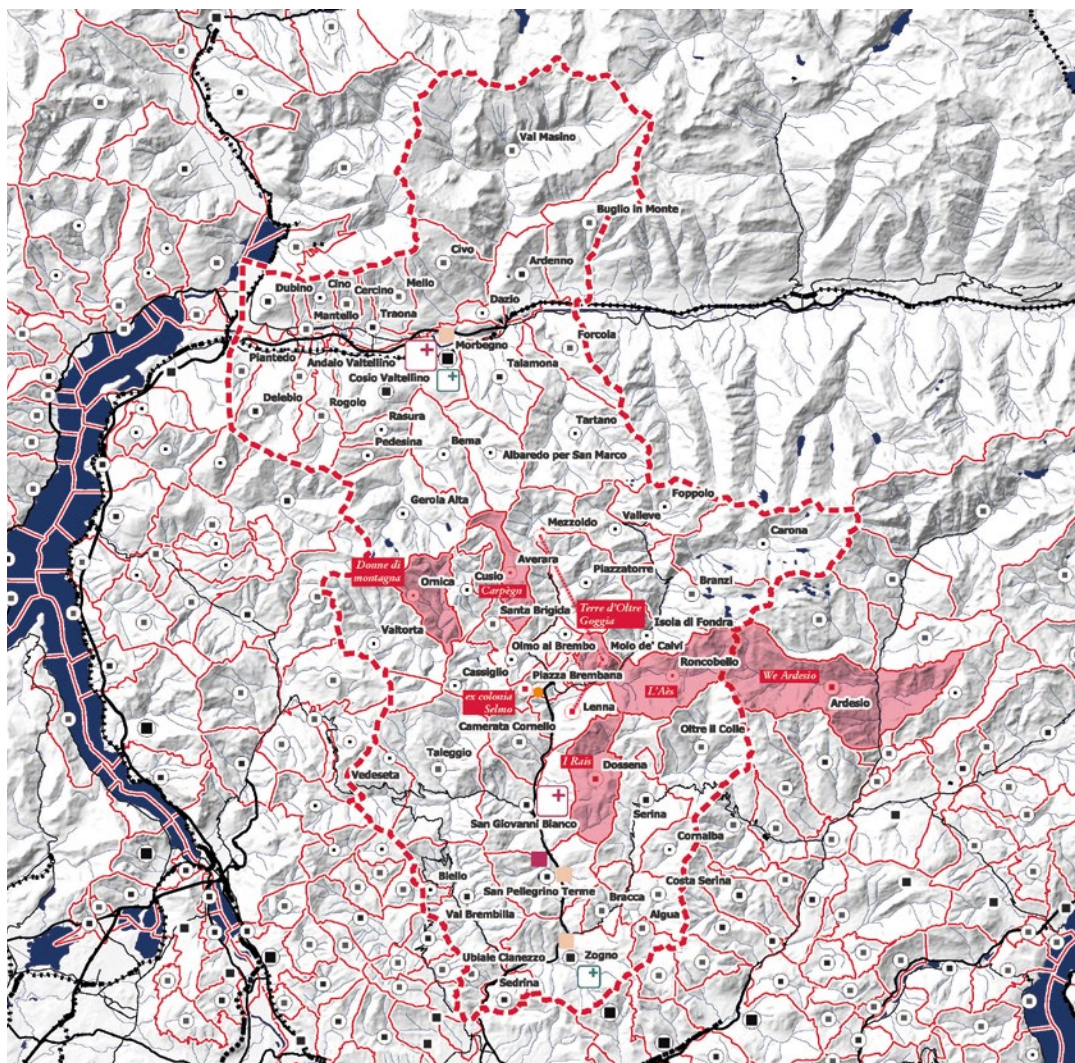 Val Masino
Buglio in Monte
Civo
Ardenno
Dubino
Cino
Cercino
Mello
Mantello
Traona
Dazio
Piantedo
Andalo Valtellino
Morbegno
Forcola
Cosio Valtellino
Talamona
Delebio
Rogolo
Rasura
Tartano
Pedesina
Bema
Albaredo per San Marco
Gerola Alta
Foppolo
Mezzoldo
Valleve
Carona
Averara
Donne di
montagna
Ornica
Cusio
Carpègn
Piazzatorre
Branzi
Santa Brigida
Terre d'Oltre
Goggia
Isola di Fondra
Valtorta
Olmo al Brembo
Moio de' Calvi
Roncobello
Cassiglio
Piazza Brembana
We Ardesio
L'Aès
ex colonia
Selmo
Lenna
Ardesio
Camerata Cornello
Oltre il Colle
Taleggio
I Rais
Dossena
Vedeseta
San Giovanni Bianco
Serina
Cornalba
Blello
San Pellegrino Terme
Costa Serina
Bracca
Val Brembilla
Algua
Ubiale Clanezzo
Zogno
Sedrina